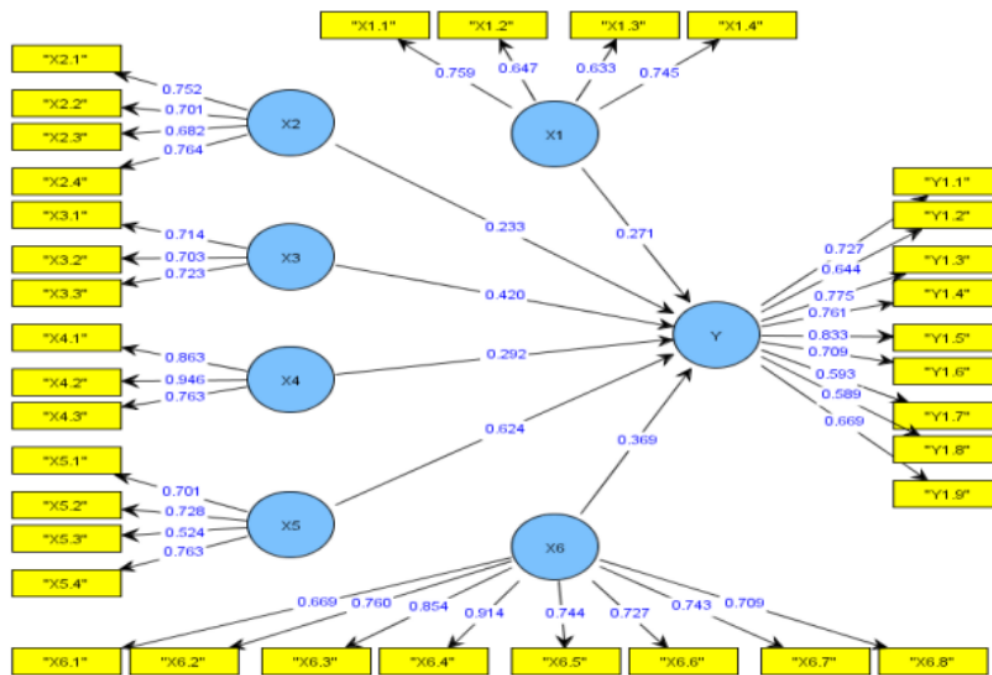 "X1.1"
"X1.2"
"X1.3"
"X1.4"
0.759
0.647
0.633
0.745
X1
"X2.1"
"X2.2"
"X2.3"
"X2.4"
0.752
0.701
0.682
0.764
X2
"X3.1"
"X3.2"
"X3.3"
0.714
0.703
0.723
X3
"X4.1"
"X4.2"
"X4.3"
0.863
0.946
0.763
X4
"X5.1"
"X5.2"
"X5.3"
"X5.4"
0.701
0.728
0.524
0.763
X5
0.233
0.271
0.420
0.292
0.624
0.369
Y
0.727
0.644
0.775
0.761
0.833
0.709
0.593
0.589
0.669
"Y1.1"
"Y1.2"
"Y1.3"
"Y1.4"
"Y1.5"
"Y1.6"
"Y1.7"
"Y1.8"
"Y1.9"
X6
0.669
0.760
0.854
0.914
0.744
0.727
0.743
0.709
"X6.1"
"X6.2"
"X6.3"
"X6.4"
"X6.5"
"X6.6"
"X6.7"
"X6.8"